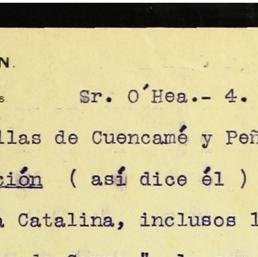 N.
s
Sr. O'Hea.- 4.
llas de Cuencamé y Peñ
ción ( así dice él )
a Catalina, inclusos 1